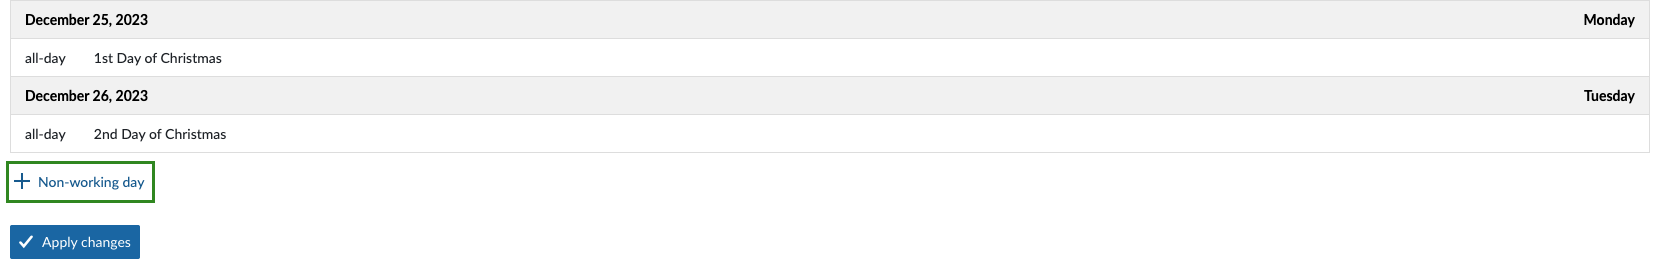 December 25, 2023 Monday
all-day 1st Day of Christmas
December 26, 2023 Tuesday
all-day 2nd Day of Christmas
Non-working day
Apply changes